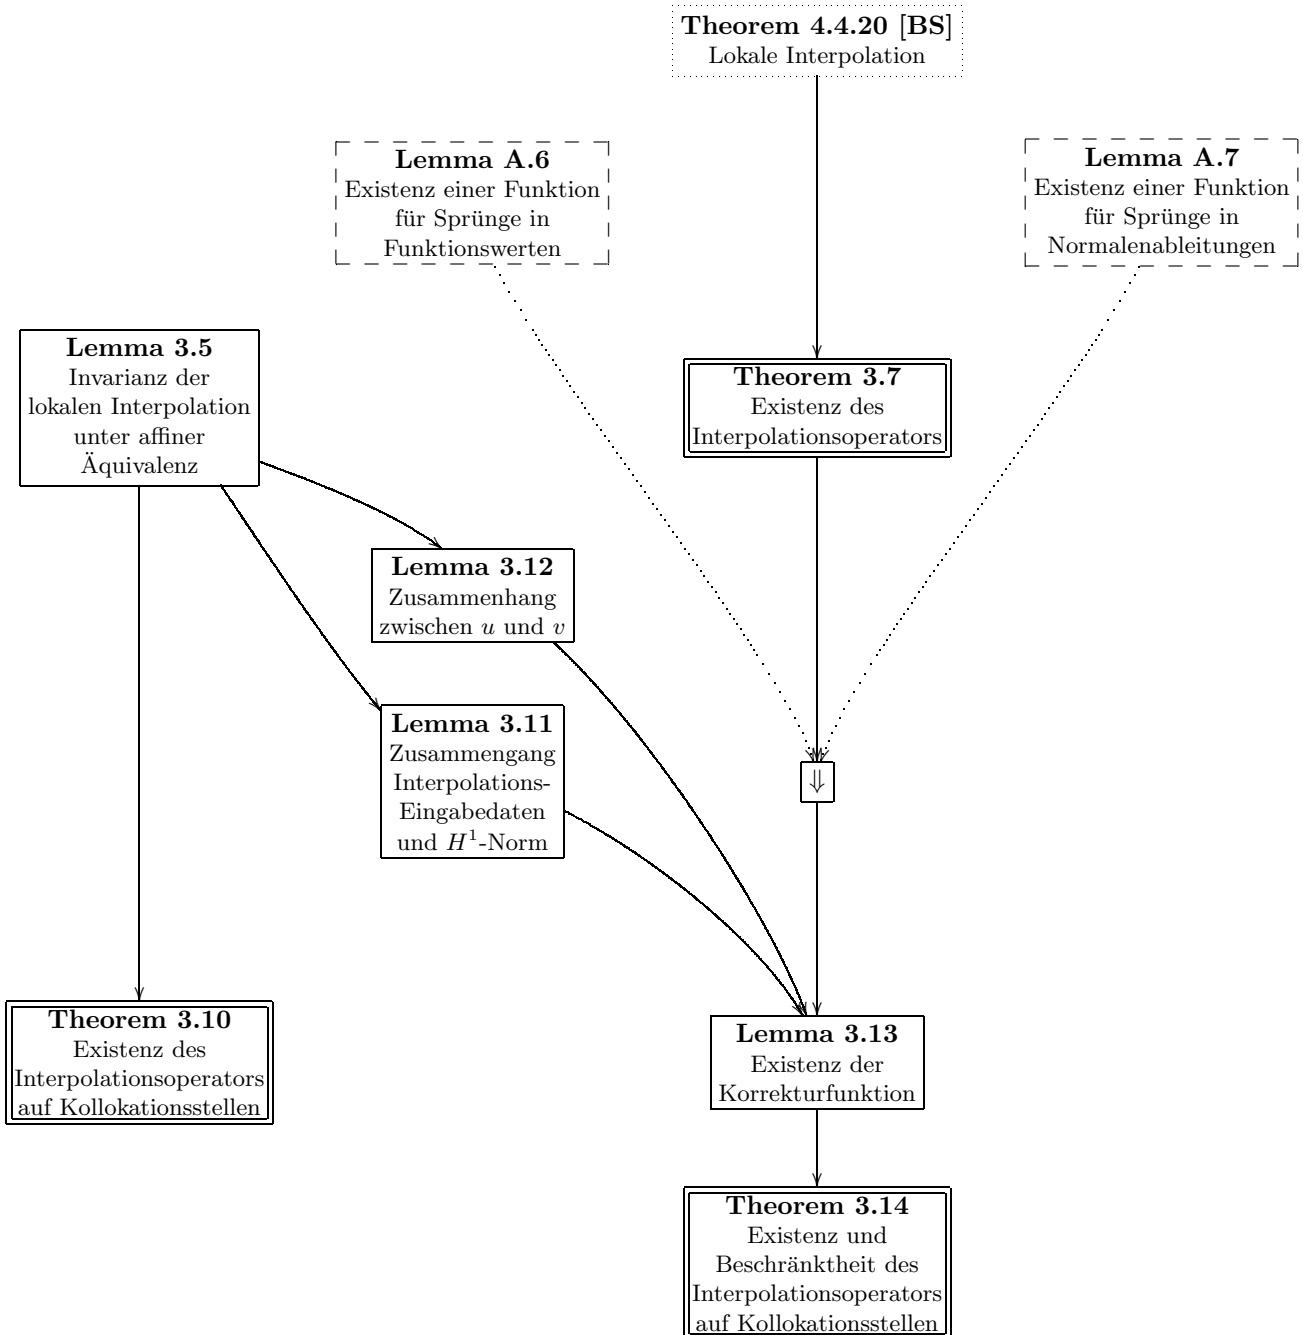 Theorem 4.4.20 [BS]
Lokale Interpolation
Lemma A.6
Existenz einer Funktion
für Sprünge in
Funktionswerten
Lemma A.7
Existenz einer Funktion
für Sprünge in
Normalenableitungen
Lemma 3.5
Invarianz der
lokalen Interpolation
unter affiner
Äquivalenz
Theorem 3.7
Existenz des
Interpolationsoperators
Lemma 3.12
Zusammenhang
zwischen u und v
Lemma 3.11
Zusammengang
Interpolations-
Eingabedaten
und H¹-Norm
⇓
Theorem 3.10
Existenz des
Interpolationsoperators
auf Kollokationsstellen
Lemma 3.13
Existenz der
Korrekturfunktion
Theorem 3.14
Existenz und
Beschränktheit des
Interpolationsoperators
auf Kollokationsstellen